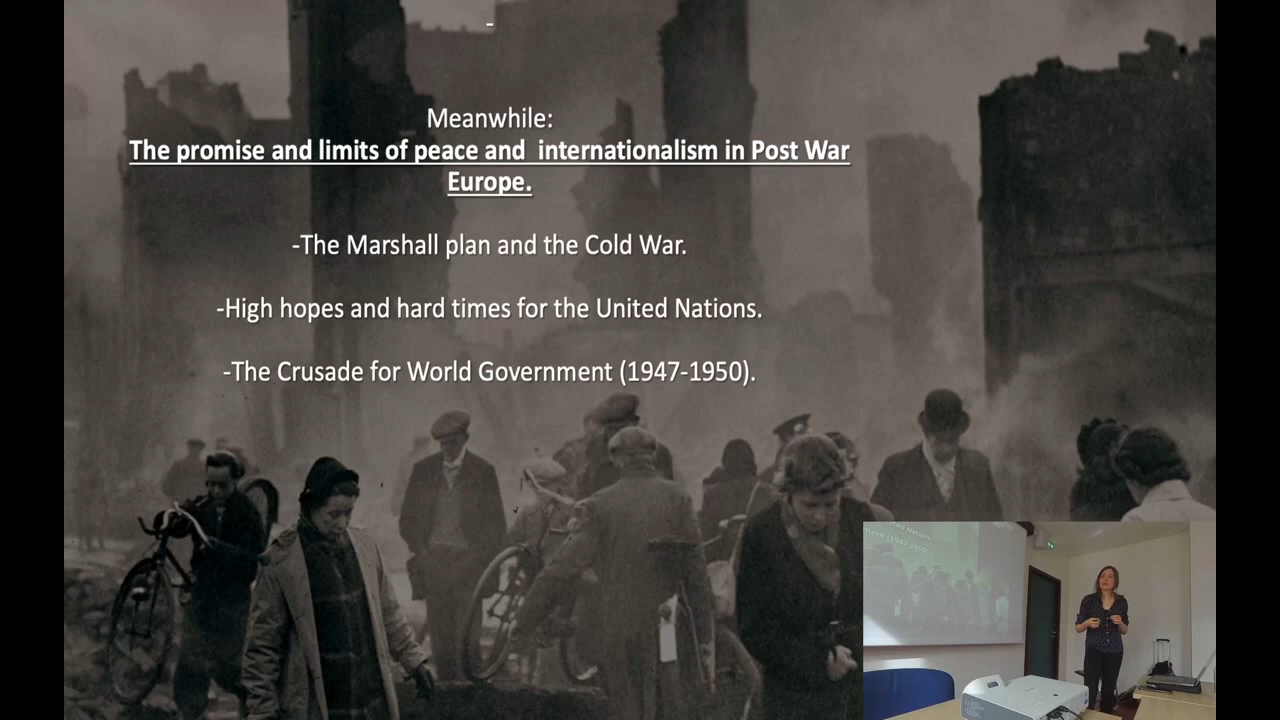 -
Meanwhile:
The promise and limits of peace and internationalism in Post War
Europe.
-The Marshall plan and the Cold War.
-High hopes and hard times for the United Nations.
-The Crusade for World Government (1947-1950).